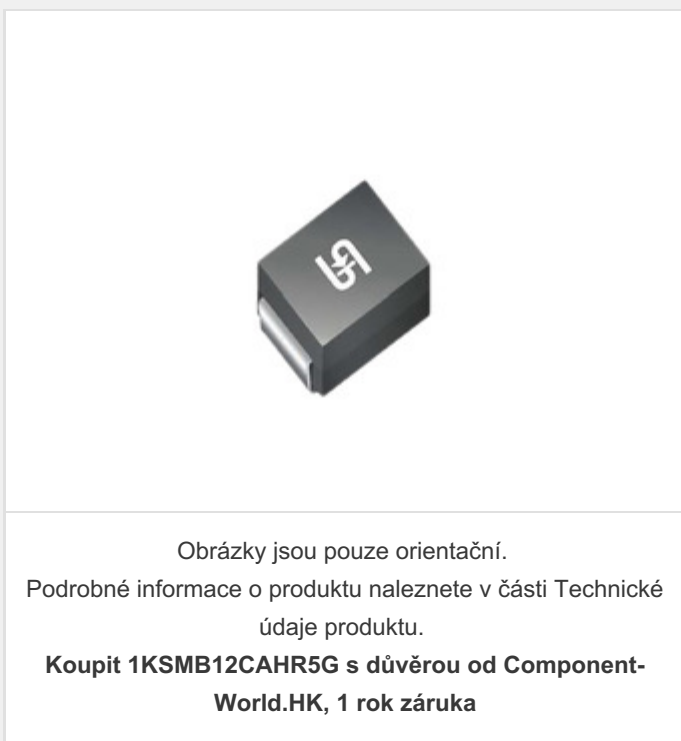 Obrázky jsou pouze orientační.
Podrobné informace o produktu naleznete v části Technické
údaje produktu.
Koupit 1KSMB12CAHR5G s důvěrou od Component-
World.HK, 1 rok záruka